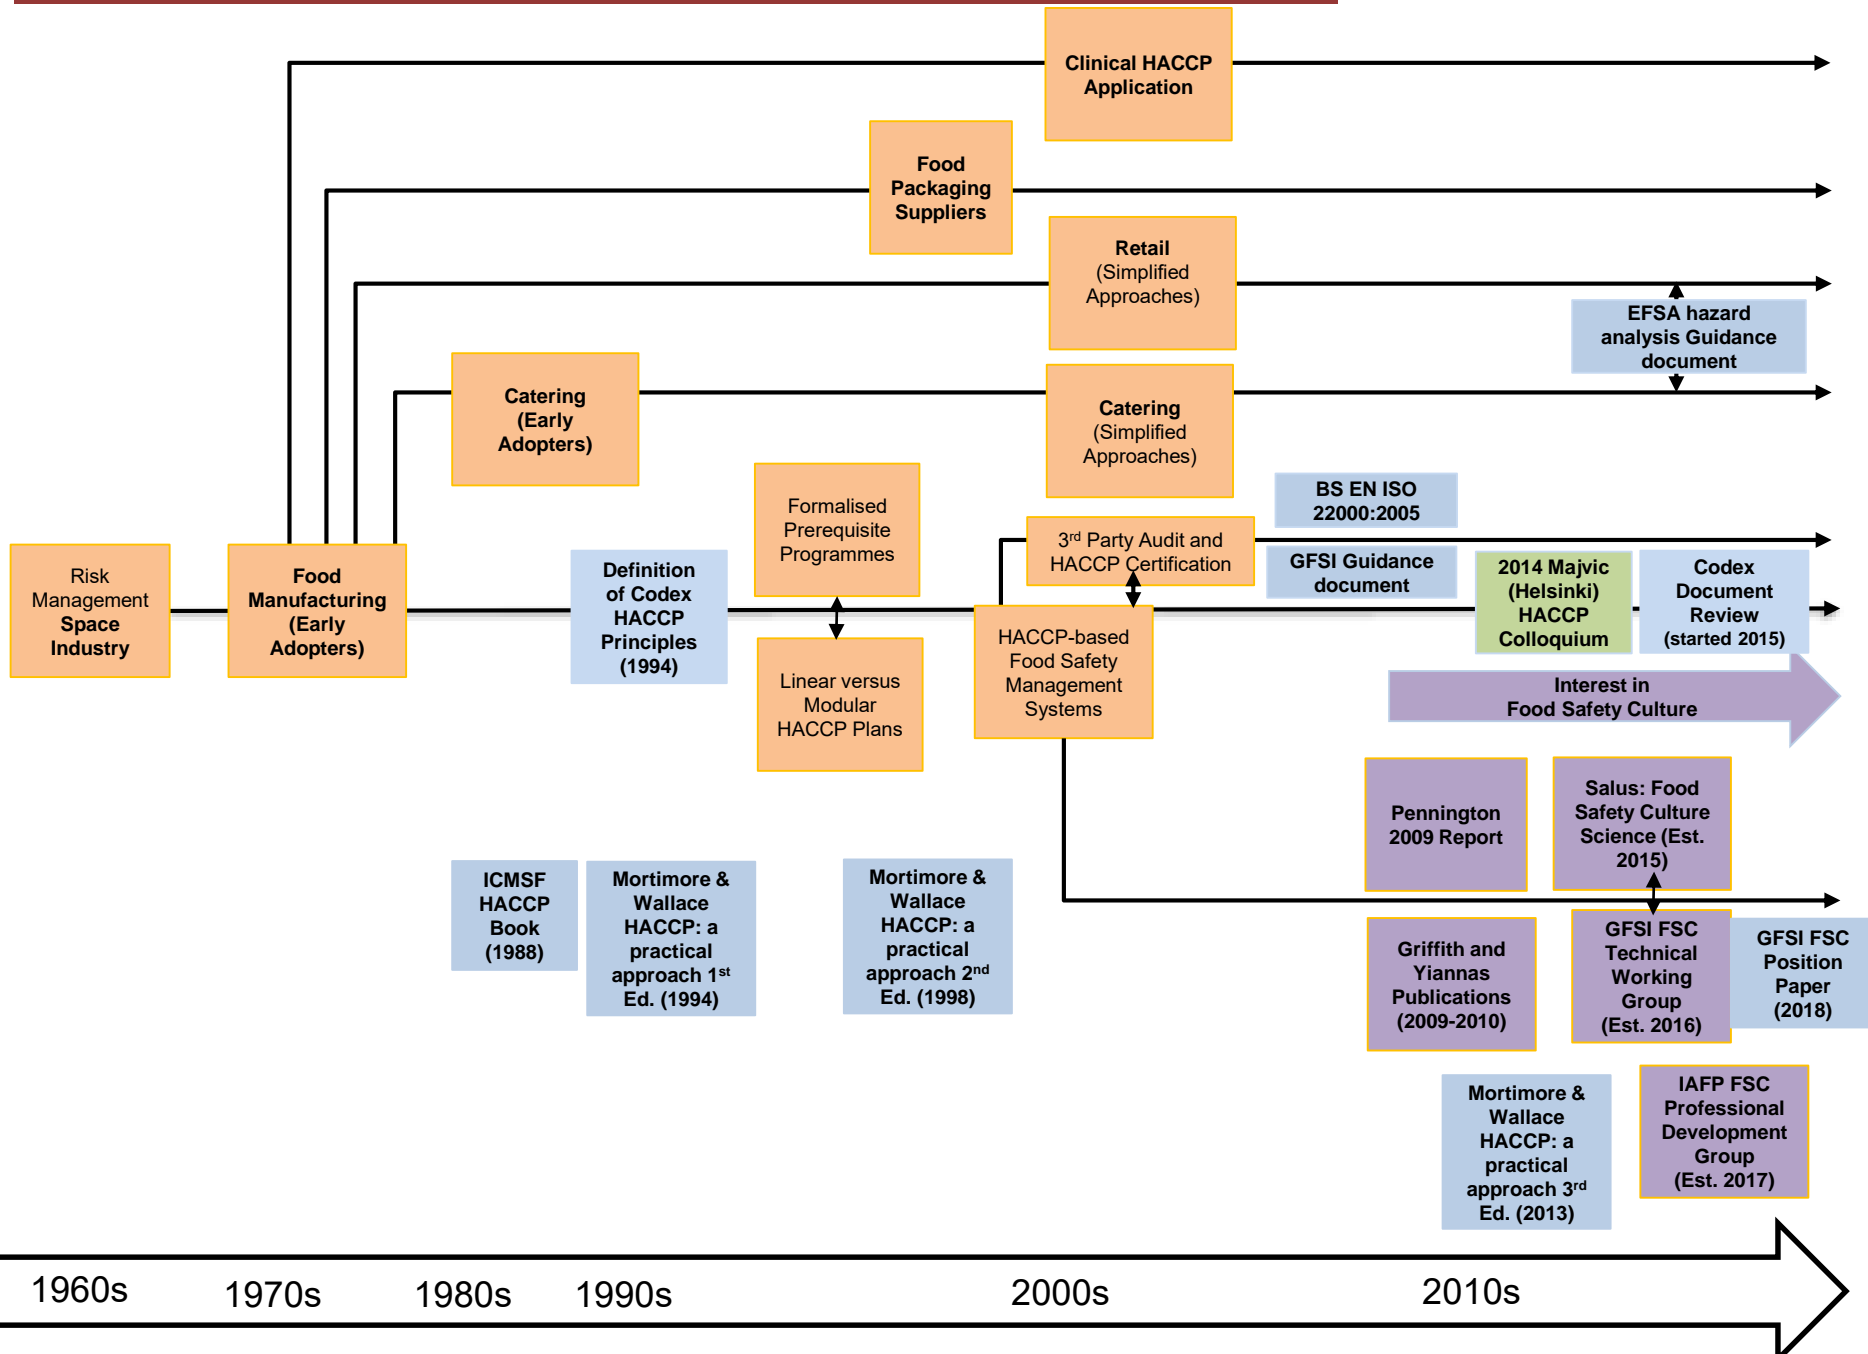 Clinical HACCP
Application
Food
Packaging
Suppliers
Retail
(Simplified
Approaches)
EFSA hazard
analysis Guidance
document
Catering
(Early
Adopters)
Catering
(Simplified
Approaches)
Formalised
Prerequisite
Programmes
BS EN ISO
22000:2005
3rd Party Audit and
HACCP Certification
GFSI Guidance
document
Risk
Management
Space
Industry
Food
Manufacturing
(Early
Adopters)
Definition
of Codex
HACCP
Principles
(1994)
2014 Majvic
(Helsinki)
HACCP
Colloquium
Codex
Document
Review
(started 2015)
Linear versus
Modular
HACCP Plans
HACCP-based
Food Safety
Management
Systems
Interest in
Food Safety Culture
Pennington
2009 Report
Salus: Food
Safety Culture
Science (Est.
2015)
ICMSF
HACCP
Book
(1988)
Mortimore &
Wallace
HACCP: a
practical
approach 1st
Ed. (1994)
Mortimore &
Wallace
HACCP: a
practical
approach 2nd
Ed. (1998)
Griffith and
Yiannas
Publications
(2009-2010)
GFSI FSC
Technical
Working
Group
(Est. 2016)
GFSI FSC
Position
Paper
(2018)
Mortimore &
Wallace
HACCP: a
practical
approach 3rd
Ed. (2013)
IAFP FSC
Professional
Development
Group
(Est. 2017)
1960s
1970s
1980s
1990s
2000s
2010s